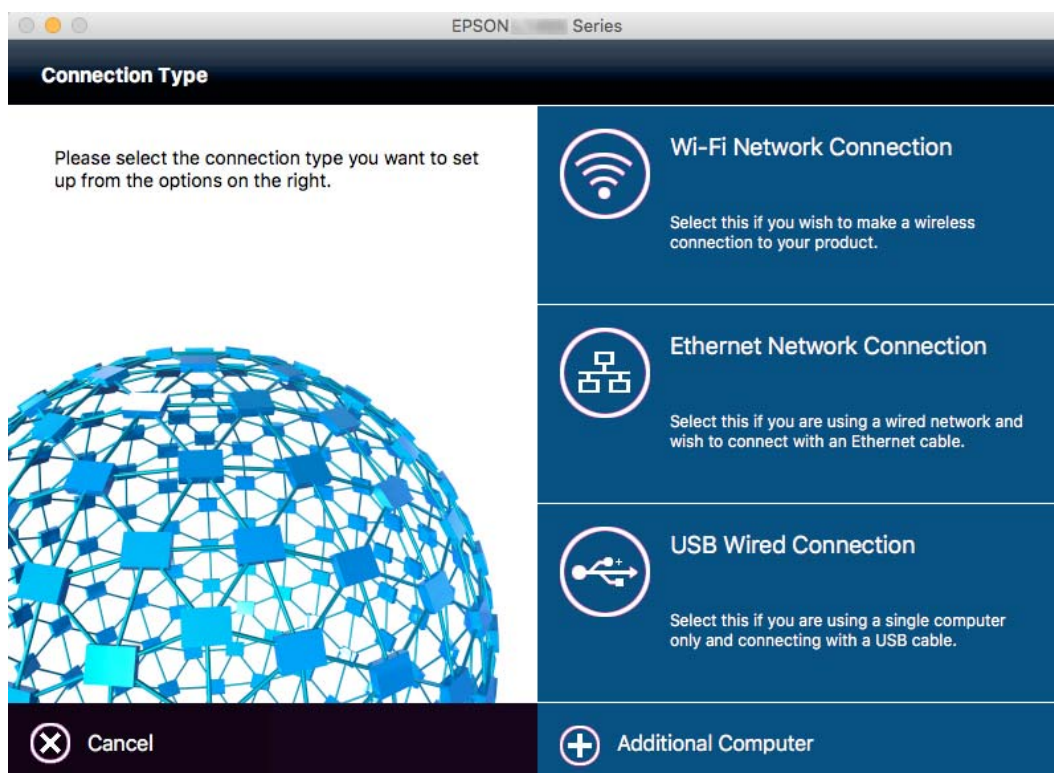 EPSON Series
Connection Type
Please select the connection type you want to set
up from the options on the right.
Wi-Fi Network Connection
Select this if you wish to make a wireless
connection to your product.
Ethernet Network Connection
Select this if you are using a wired network and
wish to connect with an Ethernet cable.
USB Wired Connection
Select this if you are using a single computer
only and connecting with a USB cable.
Cancel
Additional Computer